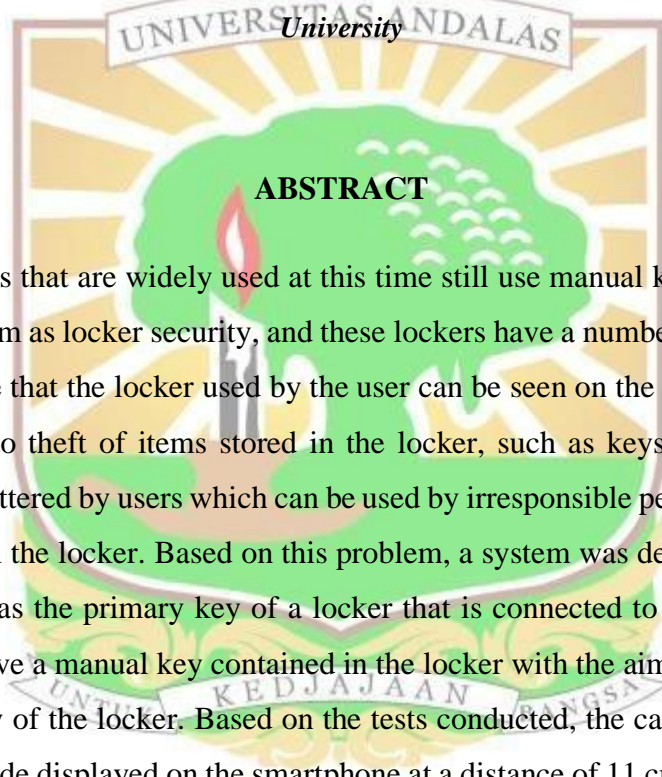 UNIVERSITAS ANDALAS
University
ABSTRACT
s that are widely used at this time still use manual k
m as locker security, and these lockers have a number
that the locker used by the user can be seen on the
o theft of items stored in the locker, such as keys
ttered by users which can be used by irresponsible pe
the locker. Based on this problem, a system was de
as the primary key of a locker that is connected to
ve a manual key contained in the locker with the aim
of the locker. Based on the tests conducted, the ca
de displayed on the smartphone at a distance of 11 c
UNTUK KEDJAJAAN BANGSA